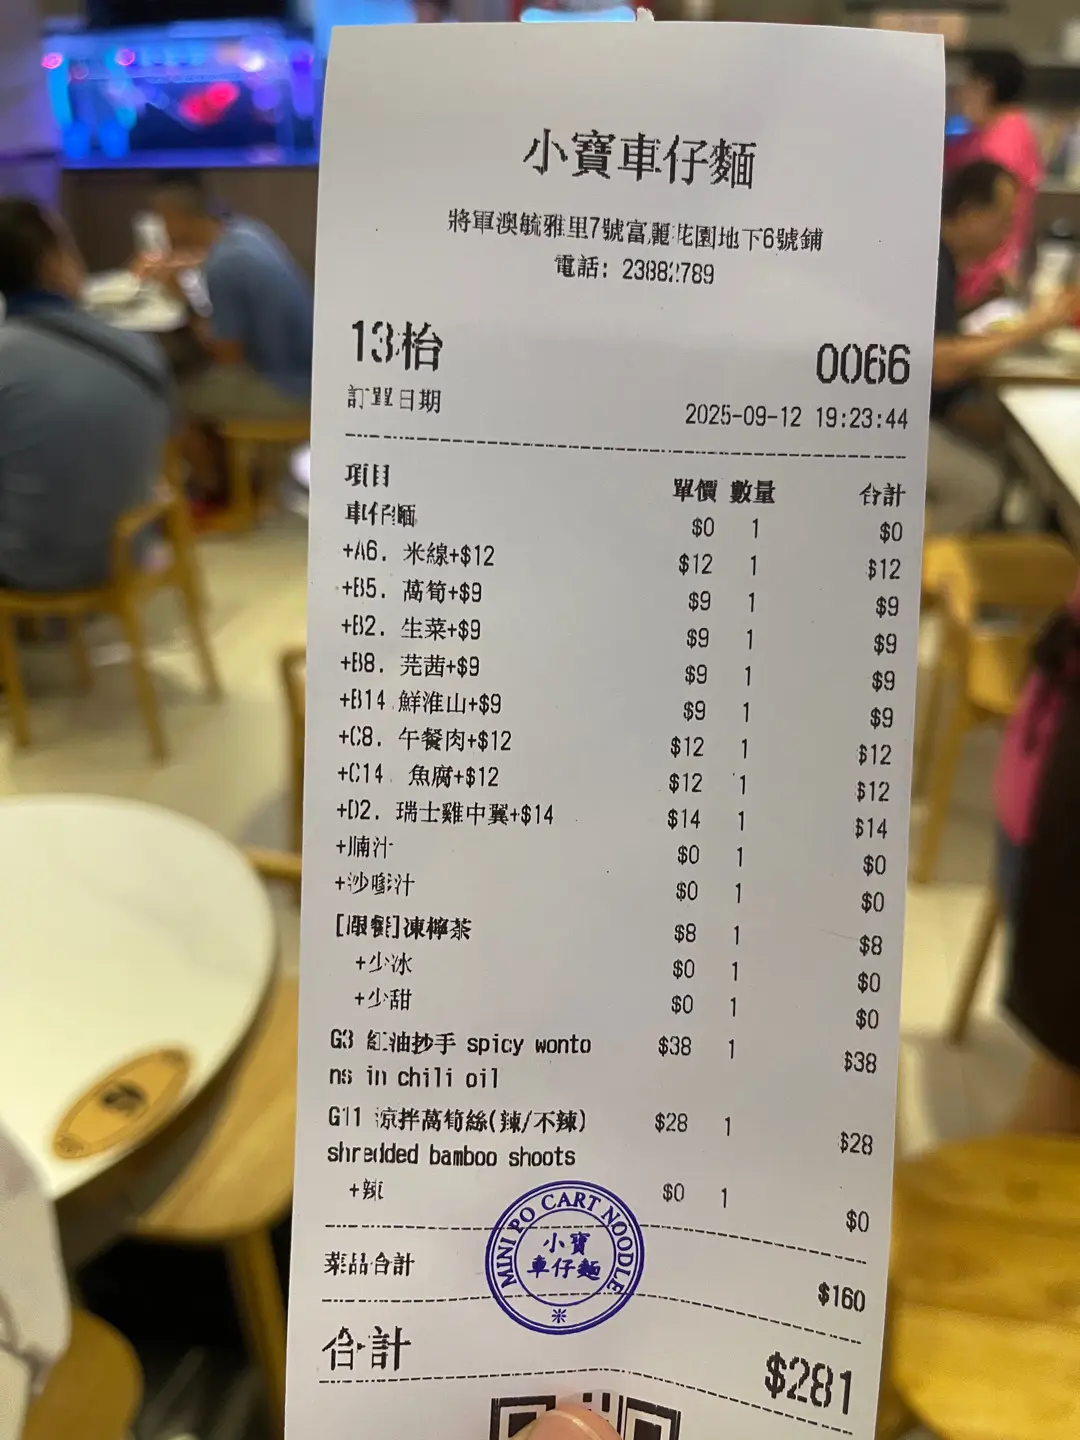 小寶車仔麵
將軍澳毓雅里7號富麗花園地下6號鋪
電話: 23882789
13枱 0066
訂單日期 2025-09-12 19:23:44
項目 單價 數量 合計
車仔麵 $0 1 $0
+A6. 米線+$12 $12 1 $12
+B5. 萵筍+$9 $9 1 $9
+B2. 生菜+$9 $9 1 $9
+B8. 芫茜+$9 $9 1 $9
+B14 鮮淮山+$9 $9 1 $9
+C8. 午餐肉+$12 $12 1 $12
+C14. 魚腐+$12 $12 1 $12
+D2. 瑞士雞中翼+$14 $14 1 $14
+腩汁 $0 1 $0
+沙嗲汁 $0 1 $0
[跟餐]凍檸茶 $8 1 $8
+少冰 $0 1 $0
+少甜 $0 1 $0
G3 紅油抄手 spicy wonto $38 1 $38
ns in chili oil
G11 涼拌萵筍絲(辣/不辣) $28 1 $28
shredded bamboo shoots
+辣 $0 1 $0
MINI PO CART NOODLE
小寶
車仔麵
菜品合計 $160
合計 $281